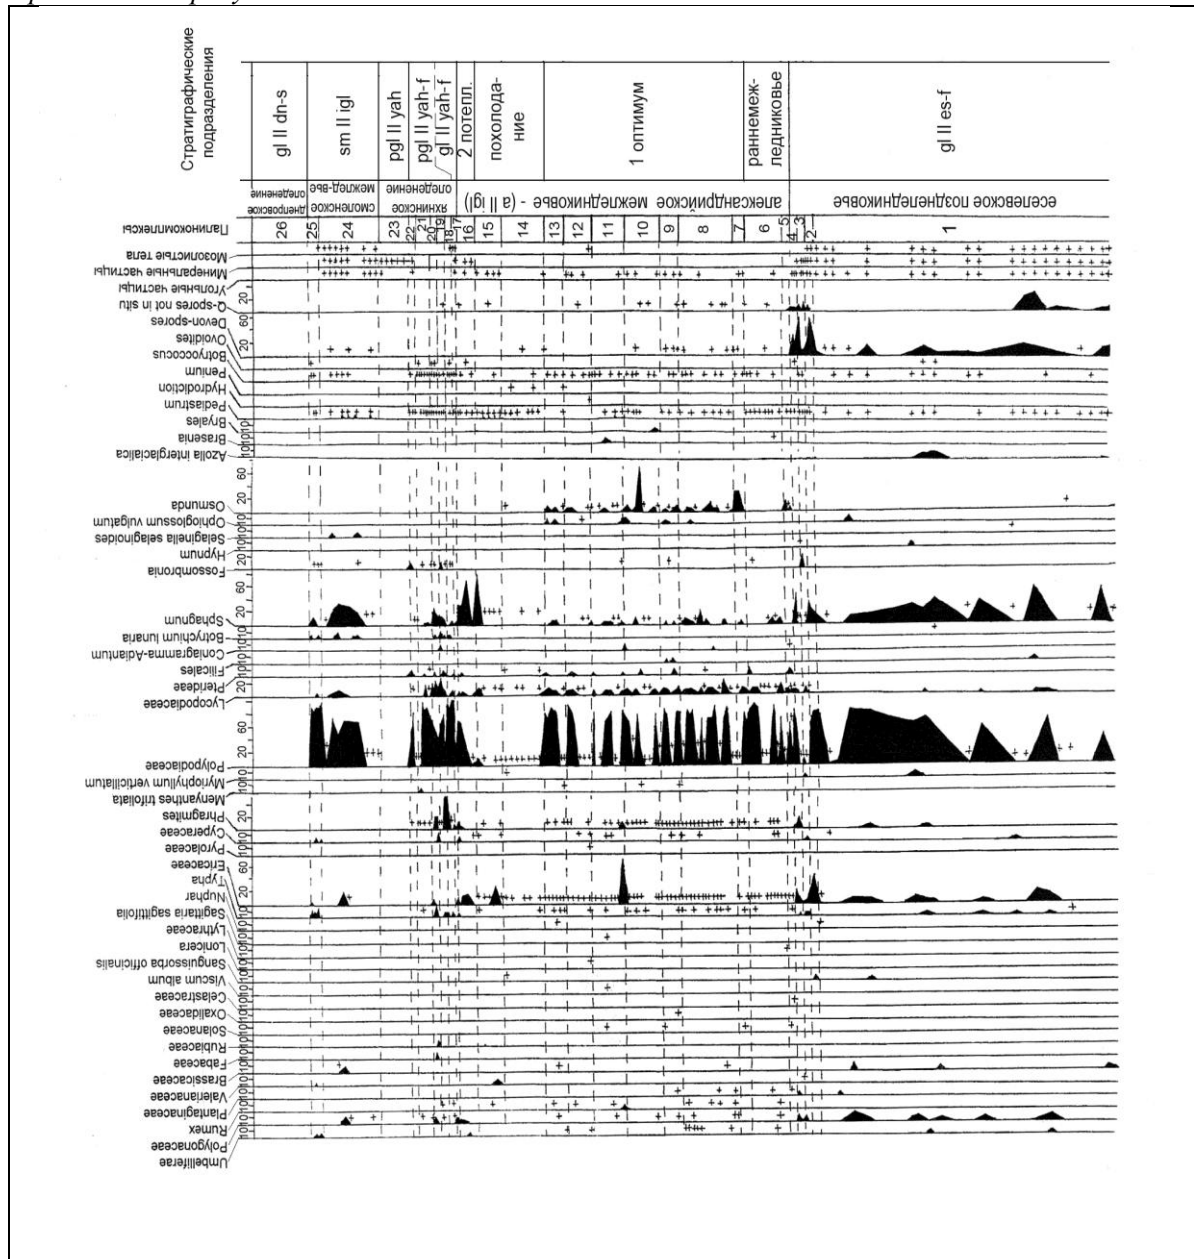 Стратиграфические
подразделения
gl II dn-s
sm II igl
pgl II yah
pgl II yah-f
gl II yah-f
2 потепл.
похолода-
ние
1 оптимум
раннемеж-
ледниковье
gl II es-f
днепровское
оледенение
смоленское
межлед-вье
яхнинское
оледенение
александрийское межледниковье - (a II igl)
еселевское позднеледниковье
Палинокомплексы
26
25
24
23
22
21
20
19
18
17
16
15
14
13
12
11
10
9
8
7
6
5
4
3
2
1
Мозолистые тела
Минеральные частицы
Угольные частицы
Q-spores not in situ
Devon-spores
Ovoidites
Botryococcus
Penium
Hydrodiction
Pediastrum
Bryales
Brasenia
Azolla interglacialica
Osmunda
Ophioglossum vulgatum
Selaginella selaginoides
Hypnum
Fossombronia
Sphagnum
Botrychium lunaria
Coniagramma-Adiantum
Filicales
Pterideae
Lycopodiaceae
Polypodiaceae
Myriophyllum verticillatum
Menyanthes trifoliata
Phragmites
Cyperaceae
Pyrolaceae
Ericaceae
Typha
Nuphar
Sagittaria sagittifolia
Lythraceae
Lonicera
Sanguissorba officinalis
Viscum album
Celastraceae
Oxalidaceae
Solanaceae
Rubiaceae
Fabaceae
Brassicaceae
Valerianaceae
Plantaginaceae
Rumex
Polygonaceae
Umbelliferae